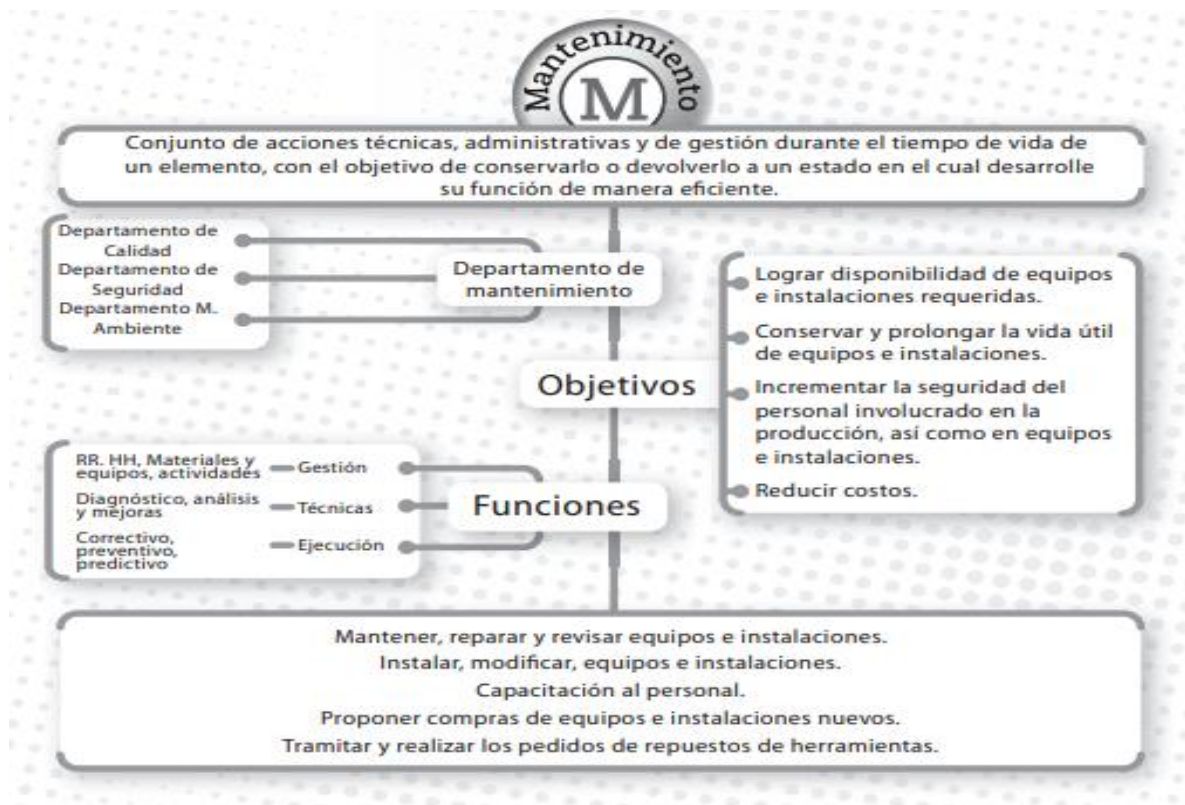 Mantenimiento
M
Conjunto de acciones técnicas, administrativas y de gestión durante el tiempo de vida de
un elemento, con el objetivo de conservarlo o devolverlo a un estado en el cual desarrolle
su función de manera eficiente.
Departamento de
Calidad
Departamento de
Seguridad
Departamento M.
Ambiente
Departamento de
mantenimiento
Objetivos
Lograr disponibilidad de equipos
e instalaciones requeridas.
Conservar y prolongar la vida útil
de equipos e instalaciones.
Incrementar la seguridad del
personal involucrado en la
producción, así como en equipos
e instalaciones.
Reducir costos.
RR. HH, Materiales y
equipos, actividades
Gestión
Diagnóstico, análisis
y mejoras
Técnicas
Correctivo,
preventivo,
predictivo
Ejecución
Funciones
Mantener, reparar y revisar equipos e instalaciones.
Instalar, modificar, equipos e instalaciones.
Capacitación al personal.
Proponer compras de equipos e instalaciones nuevos.
Tramitar y realizar los pedidos de repuestos de herramientas.